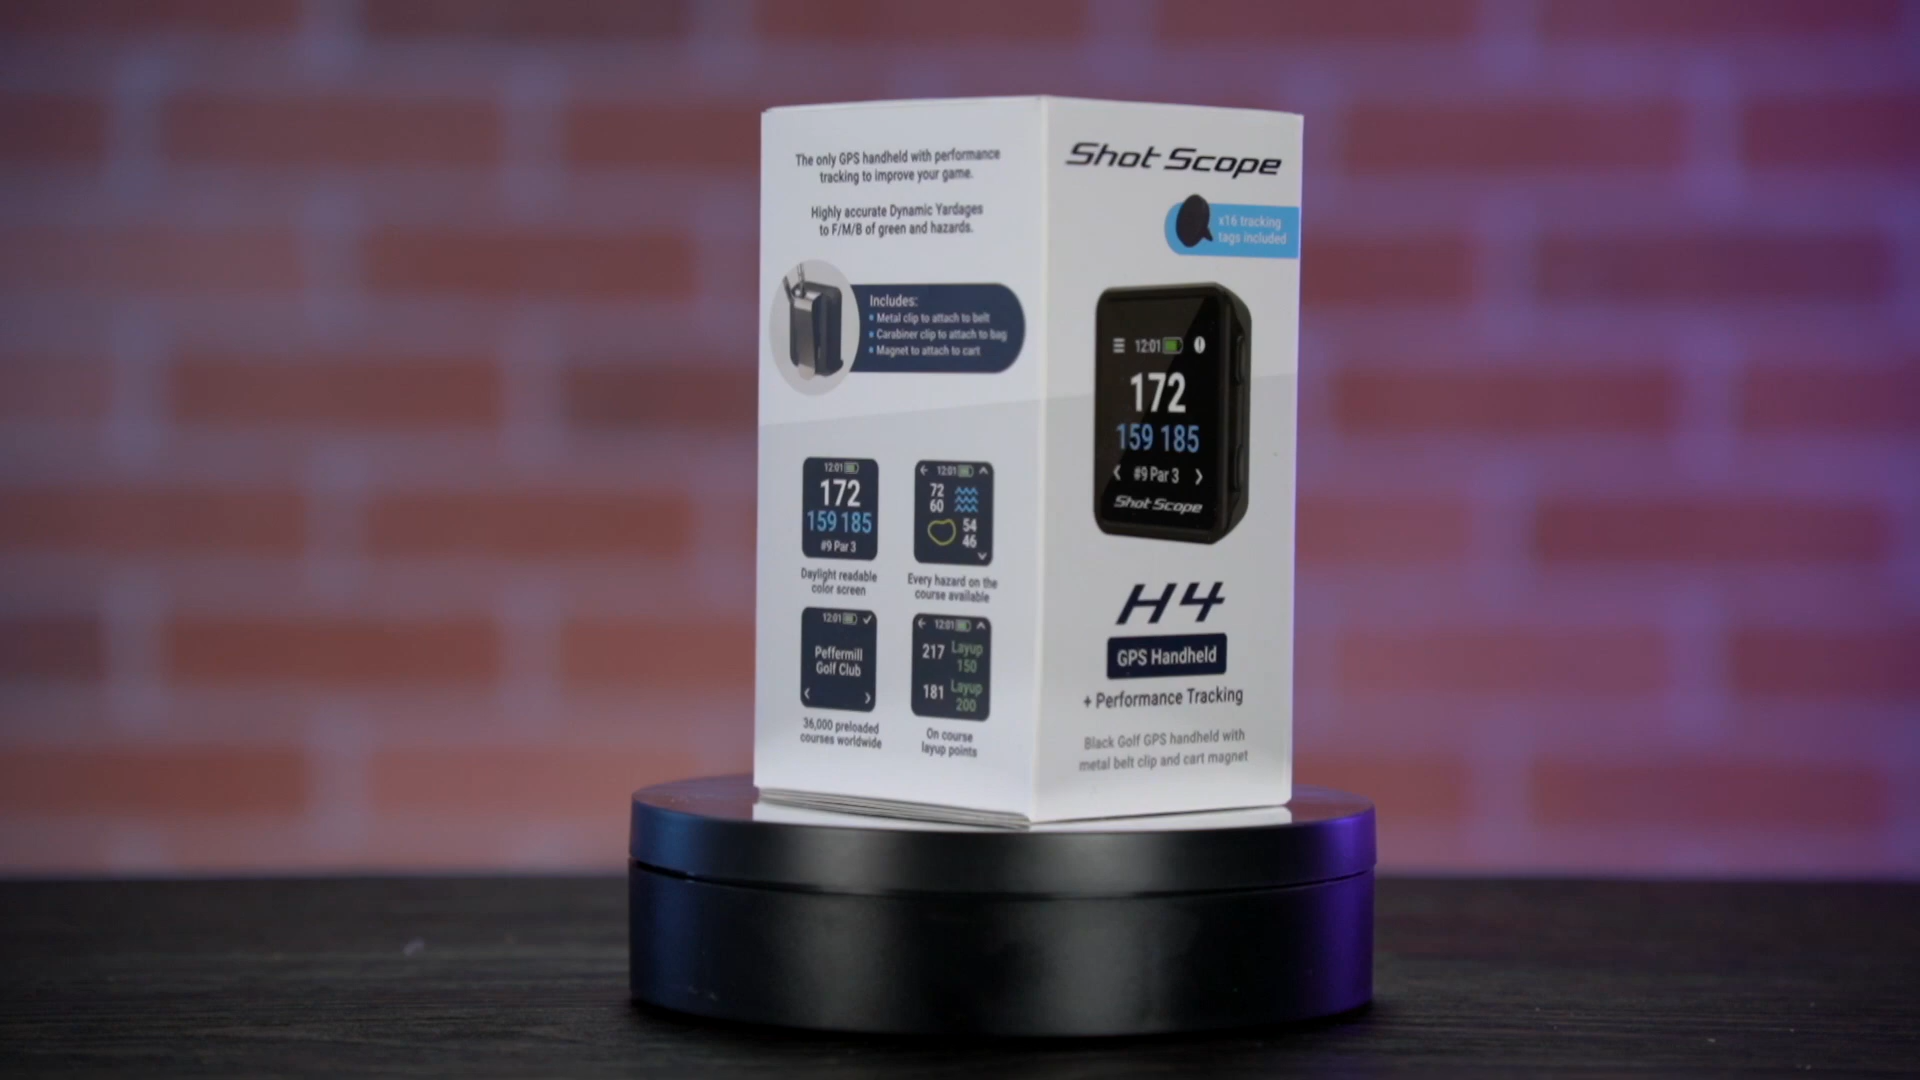 The only GPS handheld with performance
tracking to improve your game.
Highly accurate Dynamic Yardages
to F/M/B of green and hazards.
Includes:
Metal clip to attach to belt
Carabiner clip to attach to bag
Magnet to attach to cart
12:01
172
159 185
#9 Par 3
Daylight readable
color screen
12:01
72
60
54
46
Every hazard on the
course available
12:01
Peffermill
Golf Club
36,000 preloaded
courses worldwide
12:01
217 Layup
150
181 Layup
200
On course
layup points
Shot Scope
x16 tracking
tags included
12:01
172
159 185
#9 Par 3
Shot Scope
H4
GPS Handheld
+ Performance Tracking
Black Golf GPS handheld with
metal belt clip and cart magnet